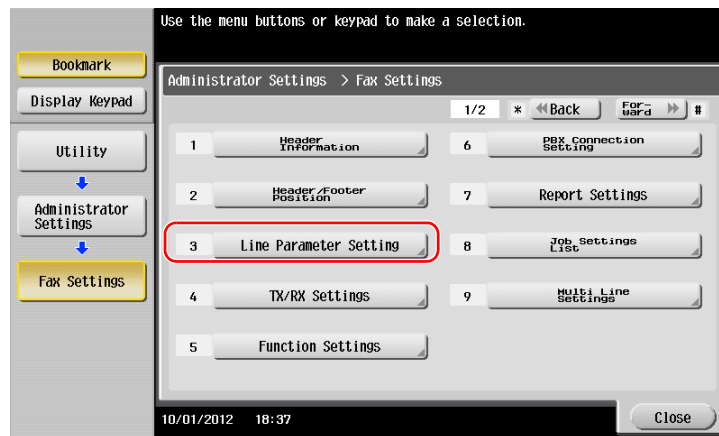 Use the menu buttons or keypad to make a selection.
Bookmark
Display Keypad
Utility
Administrator
Settings
Fax Settings
Administrator Settings > Fax Settings
1/2 * Back For-
ward #
1 Header
Information
2 Header/Footer
Position
3 Line Parameter Setting
4 TX/RX Settings
5 Function Settings
6 PBX Connection
Setting
7 Report Settings
8 Job Settings
List
9 Multi Line
Settings
10/01/2012 18:37
Close